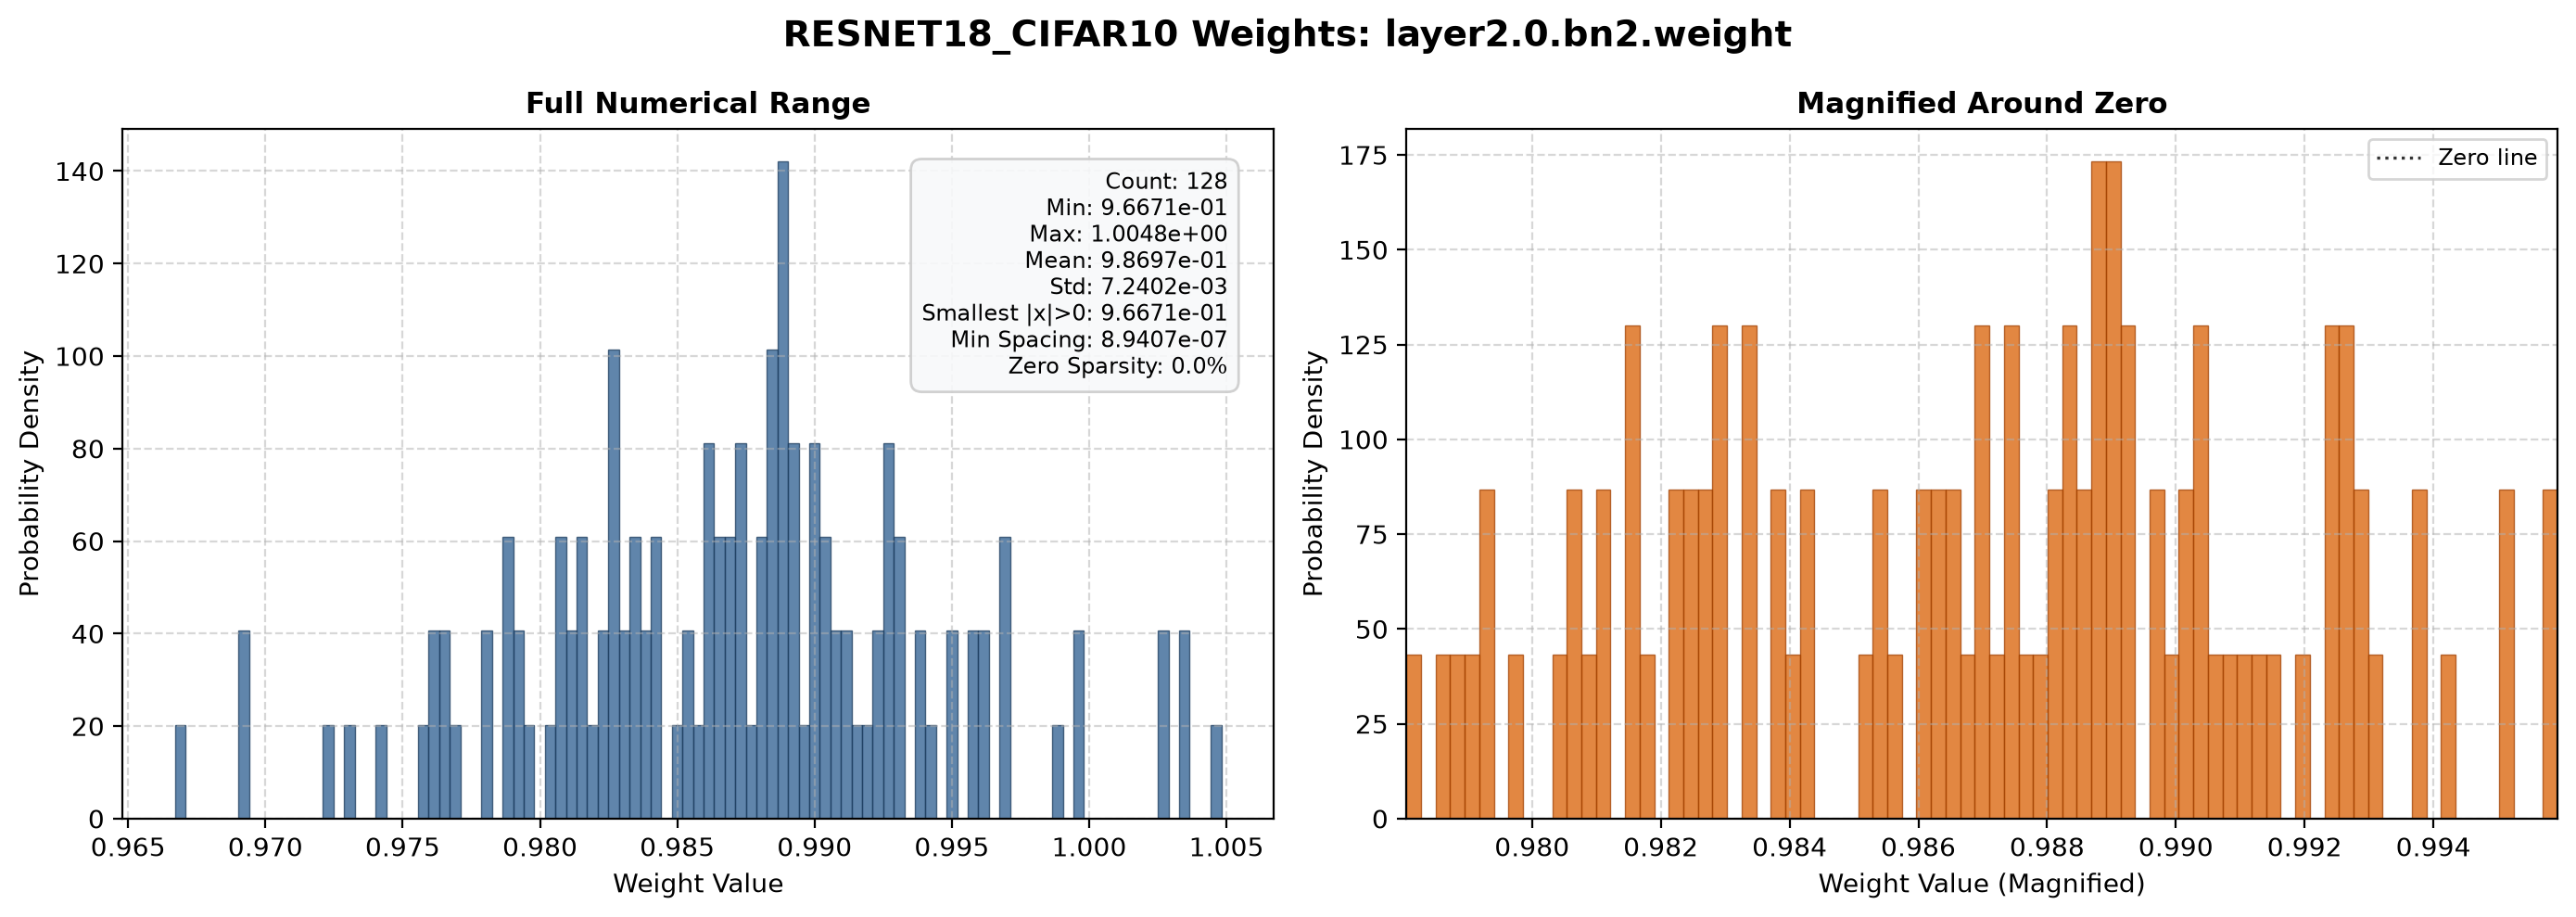 RESNET18_CIFAR10 Weights: layer2.0.bn2.weight
Full Numerical Range
Probability Density
140
120
100
80
60
40
20
0
Count: 128
Min: 9.6671e-01
Max: 1.0048e+00
Mean: 9.8697e-01
Std: 7.2402e-03
Smallest |x|>0: 9.6671e-01
Min Spacing: 8.9407e-07
Zero Sparsity: 0.0%
0.965 0.970 0.975 0.980 0.985 0.990 0.995 1.000 1.005
Weight Value
Magnified Around Zero
Probability Density
175
150
125
100
75
50
25
0
Zero line
0.980 0.982 0.984 0.986 0.988 0.990 0.992 0.994
Weight Value (Magnified)